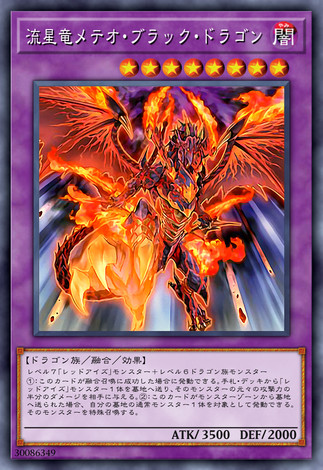 流星竜メテオ・ブラック・ドラゴン 闇
やみ
【ドラゴン族/融合/効果】
レベル7「レッドアイズ」モンスター+レベル6ドラゴン族モンスター
①:このカードが融合召喚に成功した場合に発動できる。手札・デッキから「レ
ッドアイズ」モンスター1体を墓地へ送り、そのモンスターの元々の攻撃力の
半分のダメージを相手に与える。②:このカードがモンスターゾーンから墓地
へ送られた場合、自分の墓地の通常モンスター1体を対象として発動できる。
そのモンスターを特殊召喚する。
ATK/ 3500 DEF/2000
30086349